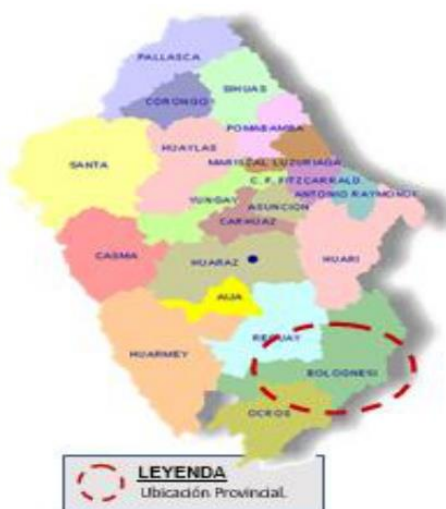 PALLASCA
SIHUAS
CORONGO
POMABAMBA
HUAYLAS
SANTA
MARISCAL LUZURIAGA
C. F. FITZCARRALD
ANTONIO RAYMONDI
YUNGAY
ASUNCION
CARHUAZ
CASMA
HUARAZ
HUARI
AIJA
RECUAY
HUARMEY
BOLOGNESI
OCROS
LEYENDA
Ubicación Provincial.